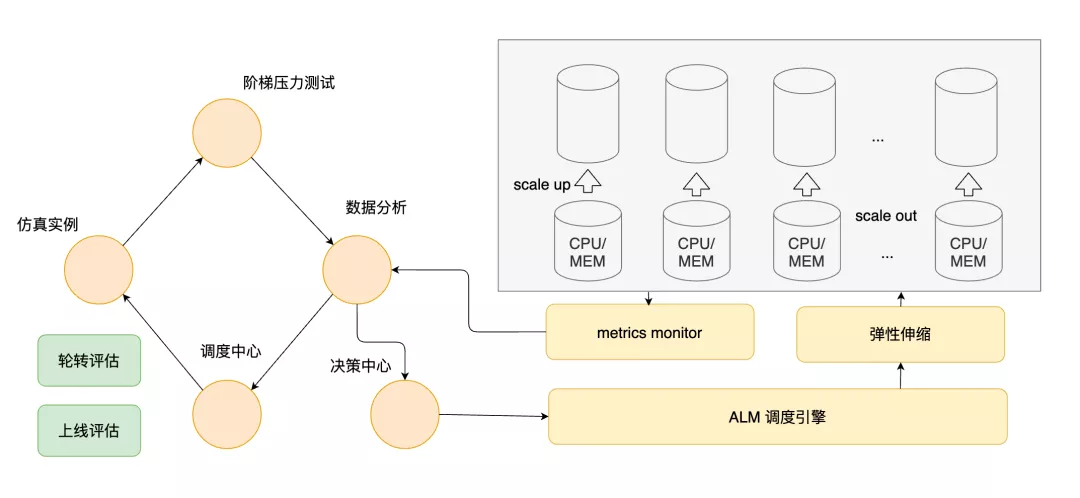 阶梯压力测试
仿真实例
数据分析
调度中心
决策中心
轮转评估
上线评估
scale up
...
scale out
CPU/
MEM
CPU/
MEM
CPU/
MEM
...
CPU/
MEM
metrics monitor
弹性伸缩
ALM 调度引擎